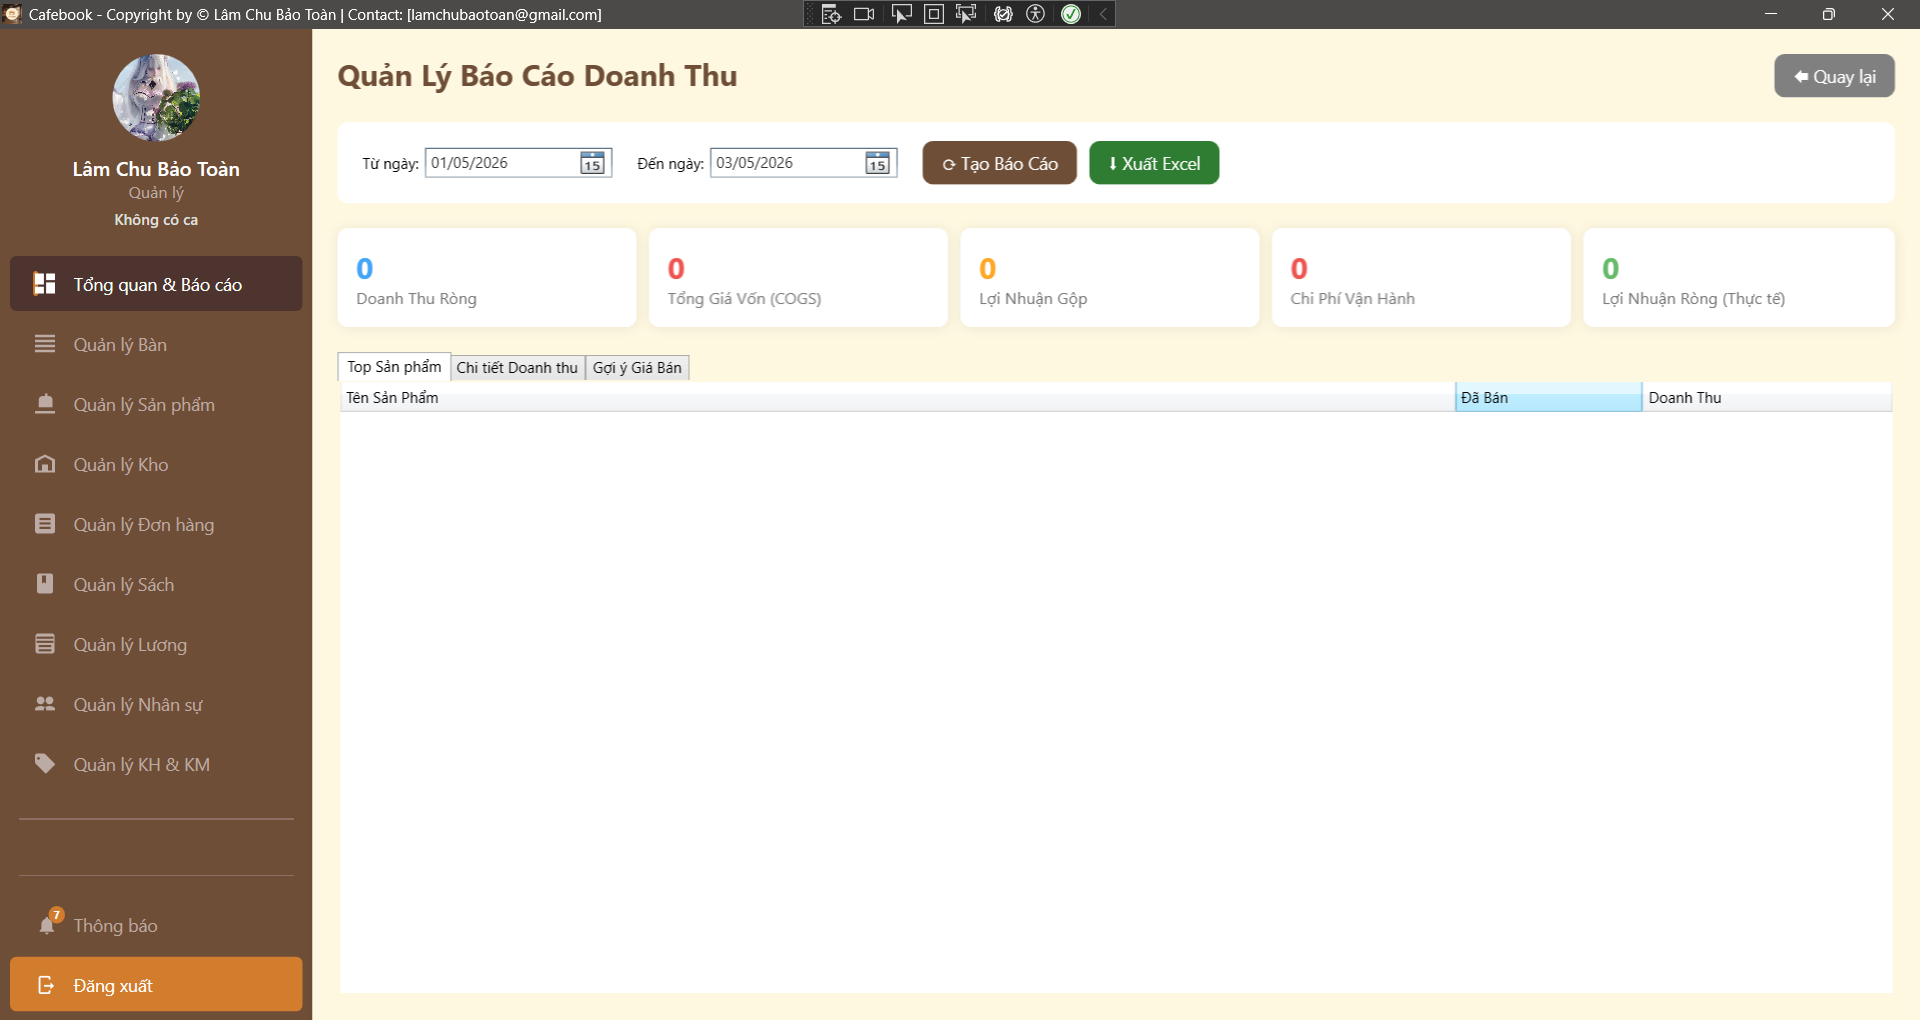 Cafebook - Copyright by © Lâm Chu Bảo Toàn | Contact: [lamchubaotoan@gmail.com]
Lâm Chu Bảo Toàn
Quản lý
Không có ca
Tổng quan & Báo cáo
Quản lý Bàn
Quản lý Sản phẩm
Quản lý Kho
Quản lý Đơn hàng
Quản lý Sách
Quản lý Lương
Quản lý Nhân sự
Quản lý KH & KM
7
Thông báo
Đăng xuất
Quản Lý Báo Cáo Doanh Thu
Quay lại
Từ ngày: 01/05/2026 15 Đến ngày: 03/05/2026 15 Tạo Báo Cáo Xuất Excel
0
Doanh Thu Ròng
0
Tổng Giá Vốn (COGS)
0
Lợi Nhuận Gộp
0
Chi Phí Vận Hành
0
Lợi Nhuận Ròng (Thực tế)
Top Sản phẩm Chi tiết Doanh thu Gợi ý Giá Bán
Tên Sản Phẩm Đã Bán Doanh Thu